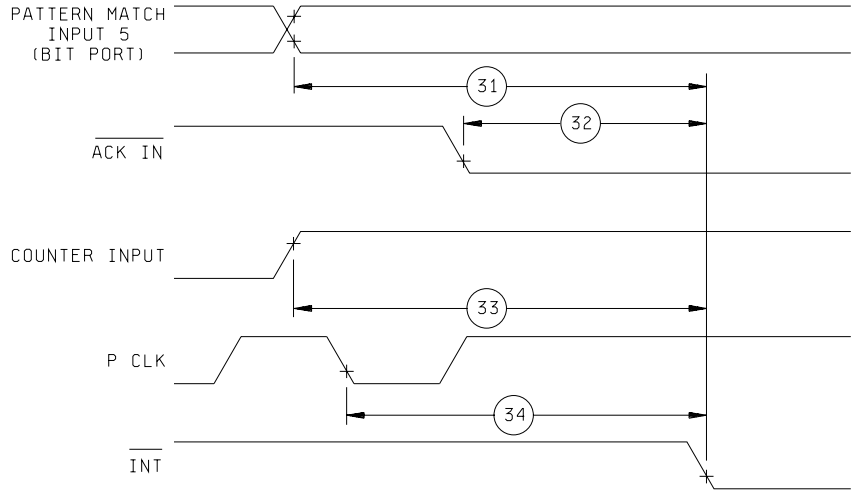 PATTERN MATCH
INPUT 5
(BIT PORT)
31
32
ACK IN
COUNTER INPUT
33
P CLK
34
INT